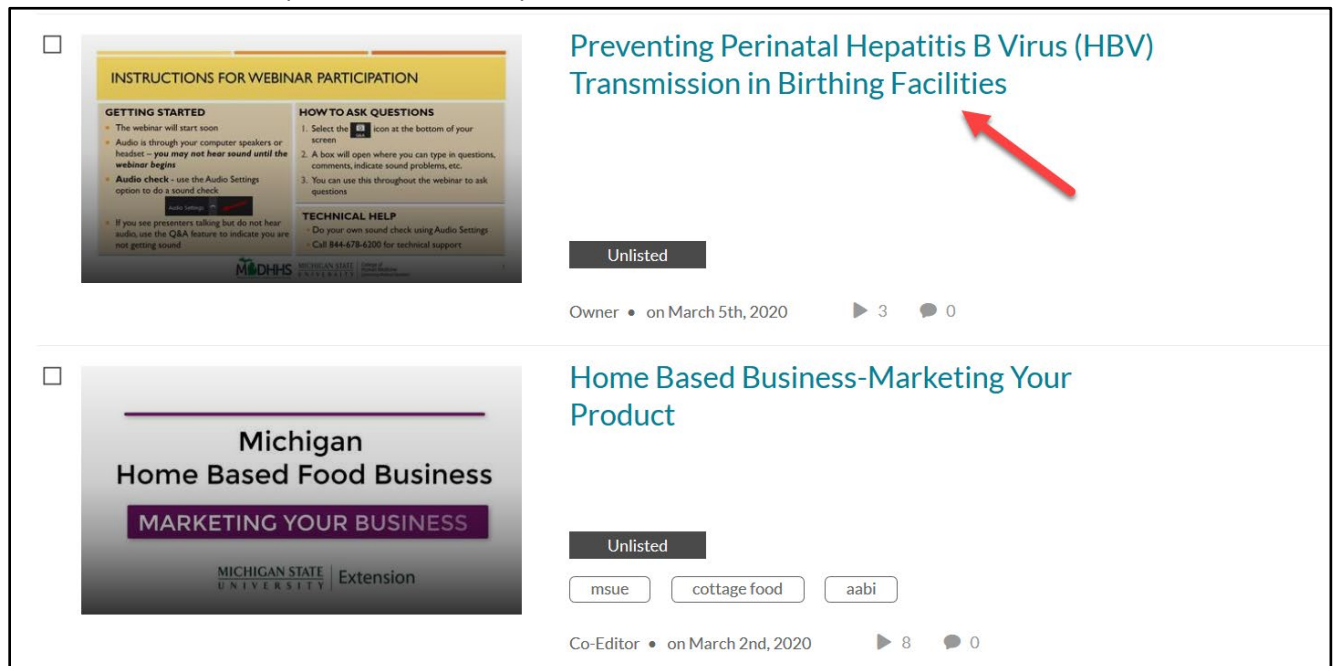 INSTRUCTIONS FOR WEBINAR PARTICIPATION
GETTING STARTED
• The webinar will start soon
• Audio is through your computer speakers or
headset – you may not hear sound until the
webinar begins
• Audio check - use the Audio Settings
option to do a sound check
Audio Settings
• If you see presenters talking but do not hear
audio, use the Q&A feature to indicate you are
not getting sound
HOW TO ASK QUESTIONS
1. Select the icon at the bottom of your
screen
2. A box will open where you can type in questions,
comments, indicate sound problems, etc.
3. You can use this throughout the webinar to ask
questions
TECHNICAL HELP
• Do your own sound check using Audio Settings
• Call 844-678-6200 for technical support
MDHHS
MICHIGAN STATE
UNIVERSITY
College of
Human Medicine
Preventing Perinatal Hepatitis B Virus (HBV)
Transmission in Birthing Facilities
Unlisted
Owner • on March 5th, 2020 3 0
Michigan
Home Based Food Business
MARKETING YOUR BUSINESS
MICHIGAN STATE
UNIVERSITY
Extension
Home Based Business-Marketing Your
Product
Unlisted
msue cottage food aabi
Co-Editor • on March 2nd, 2020 8 0